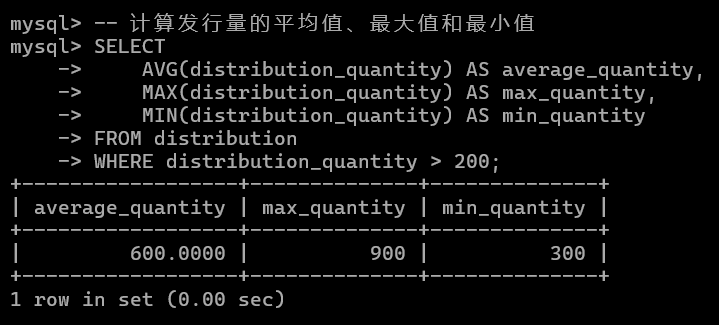 mysql> -- 计算发行量的平均值、最大值和最小值
mysql> SELECT
    ->     AVG(distribution_quantity) AS average_quantity,
    ->     MAX(distribution_quantity) AS max_quantity,
    ->     MIN(distribution_quantity) AS min_quantity
    -> FROM distribution
    -> WHERE distribution_quantity > 200;
+------------------+--------------+--------------+
| average_quantity | max_quantity | min_quantity |
+------------------+--------------+--------------+
|         600.0000 |          900 |          300 |
+------------------+--------------+--------------+
1 row in set (0.00 sec)